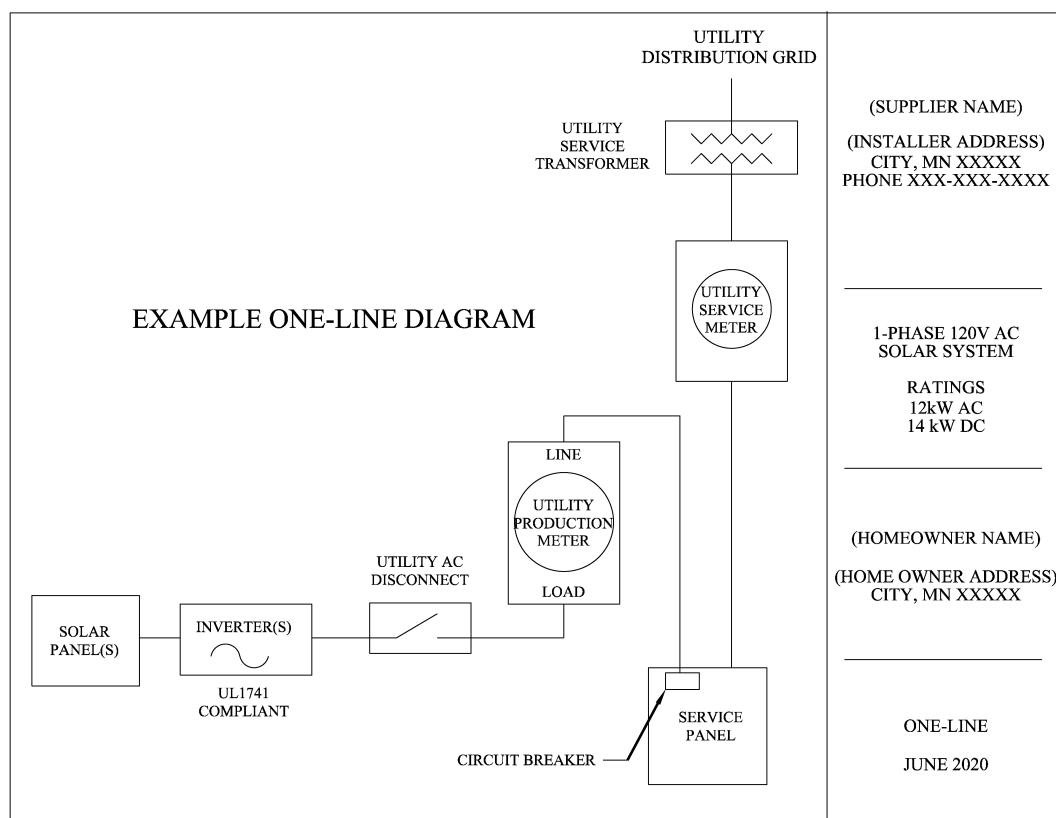 UTILITY
DISTRIBUTION GRID
UTILITY
SERVICE
TRANSFORMER
UTILITY
SERVICE
METER
EXAMPLE ONE-LINE DIAGRAM
LINE
UTILITY
PRODUCTION
METER
LOAD
UTILITY AC
DISCONNECT
SOLAR
PANEL(S)
INVERTER(S)
UL1741
COMPLIANT
SERVICE
PANEL
CIRCUIT BREAKER
(SUPPLIER NAME)
(INSTALLER ADDRESS)
CITY, MN XXXXX
PHONE XXX-XXX-XXXX
1-PHASE 120V AC
SOLAR SYSTEM
RATINGS
12kW AC
14 kW DC
(HOMEOWNER NAME)
(HOME OWNER ADDRESS)
CITY, MN XXXXX
ONE-LINE
JUNE 2020